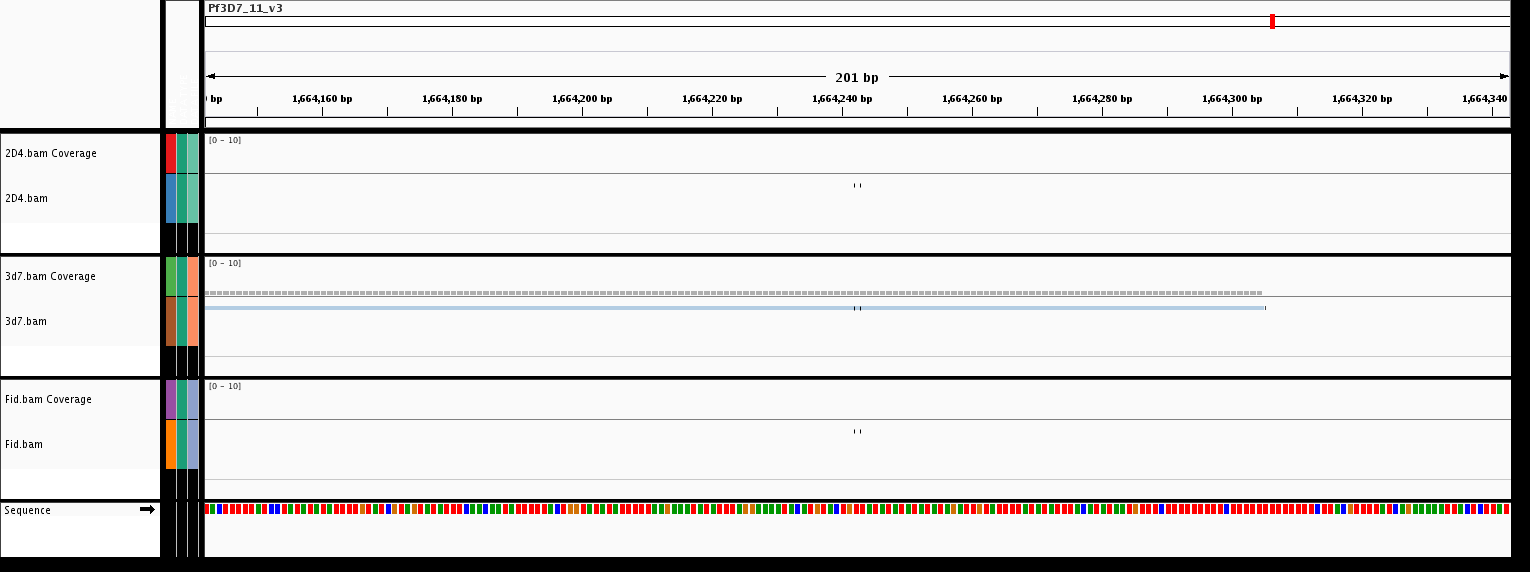 Pf3D7_11_v3
201 bp
bp 1,664,160 bp 1,664,180 bp 1,664,200 bp 1,664,220 bp 1,664,240 bp 1,664,260 bp 1,664,280 bp 1,664,300 bp 1,664,320 bp 1,664,340
[0 - 10]
2D4.bam Coverage
2D4.bam
[0 - 10]
3d7.bam Coverage
3d7.bam
[0 - 10]
Fid.bam Coverage
Fid.bam
Sequence